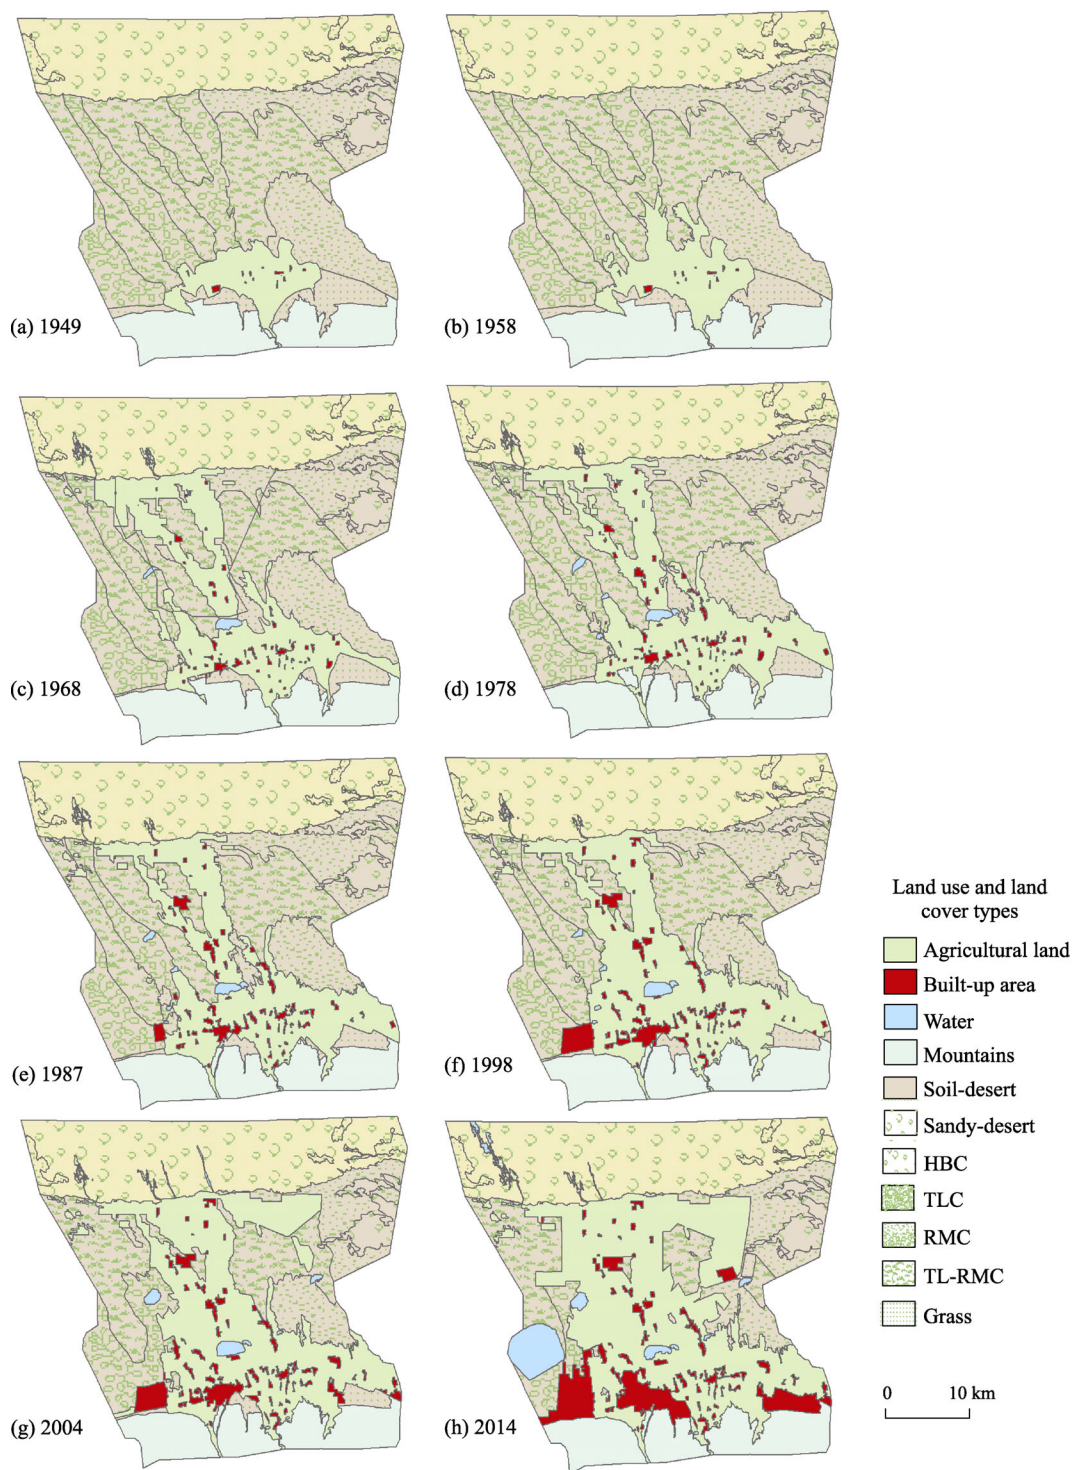 (a) 1949
(b) 1958
(c) 1968
(d) 1978
(e) 1987
(f) 1998
(g) 2004
(h) 2014
Land use and land
cover types
Agricultural land
Built-up area
Water
Mountains
Soil-desert
Sandy-desert
HBC
TLC
RMC
TL-RMC
Grass
0 10 km